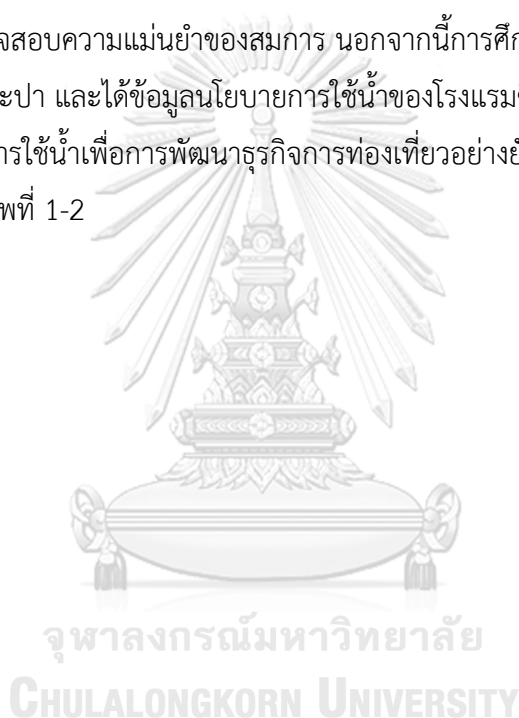 จสอบความแม่นยำของสมการ นอกจากนี้การศึก
ะปา และได้ข้อมูลนโยบายการใช้น้ำของโรงแรม
ารใช้น้ำเพื่อการพัฒนาธุรกิจการท่องเที่ยวอย่างยั
พที่ 1-2
จุฬาลงกรณ์มหาวิทยาลัย
CHULALONGKORN UNIVERSITY